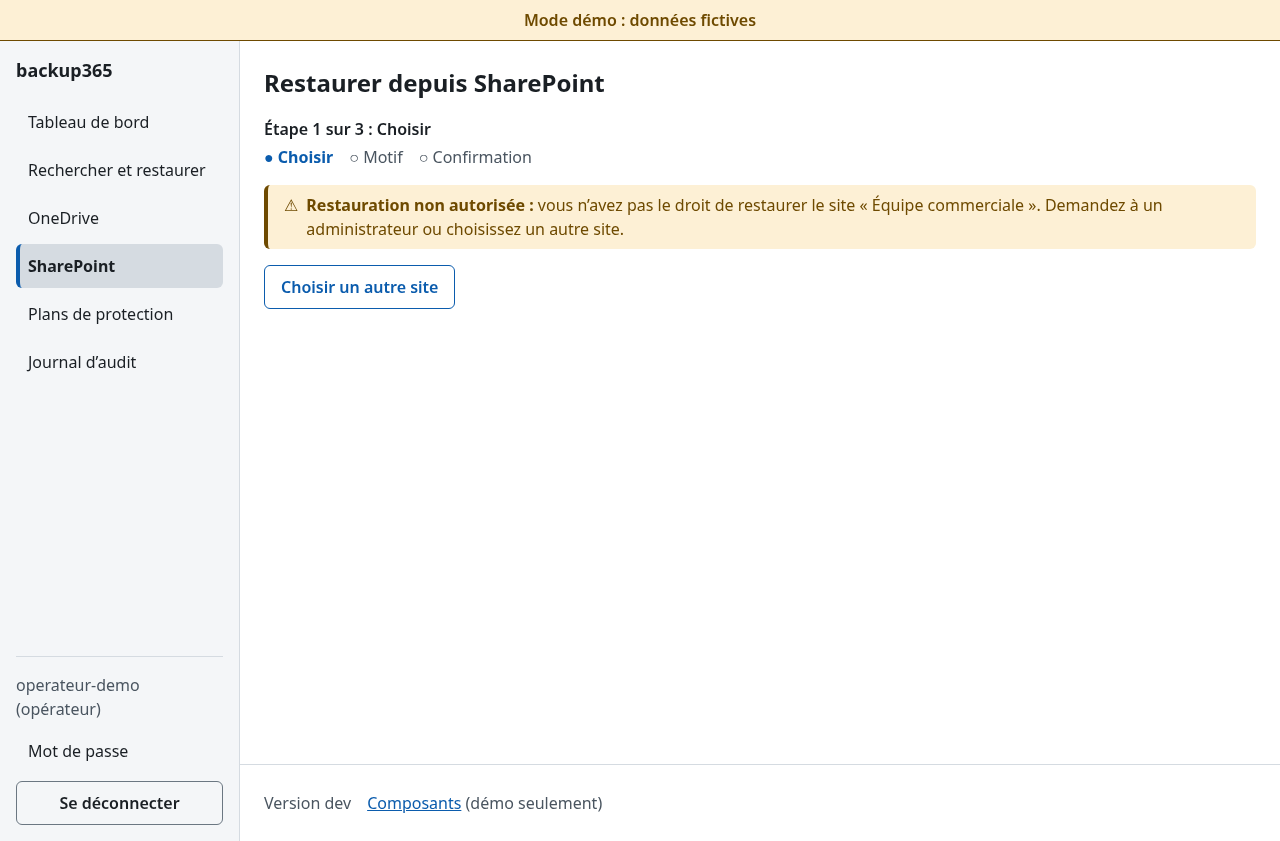 Mode démo : données fictives
backup365
Tableau de bord
Rechercher et restaurer
OneDrive
SharePoint
Plans de protection
Journal d’audit
operateur-demo
(opérateur)
Mot de passe
Se déconnecter
Restaurer depuis SharePoint
Étape 1 sur 3 : Choisir
● Choisir ○ Motif ○ Confirmation
⚠ Restauration non autorisée : vous n’avez pas le droit de restaurer le site « Équipe commerciale ». Demandez à un
administrateur ou choisissez un autre site.
Choisir un autre site
Version dev Composants (démo seulement)